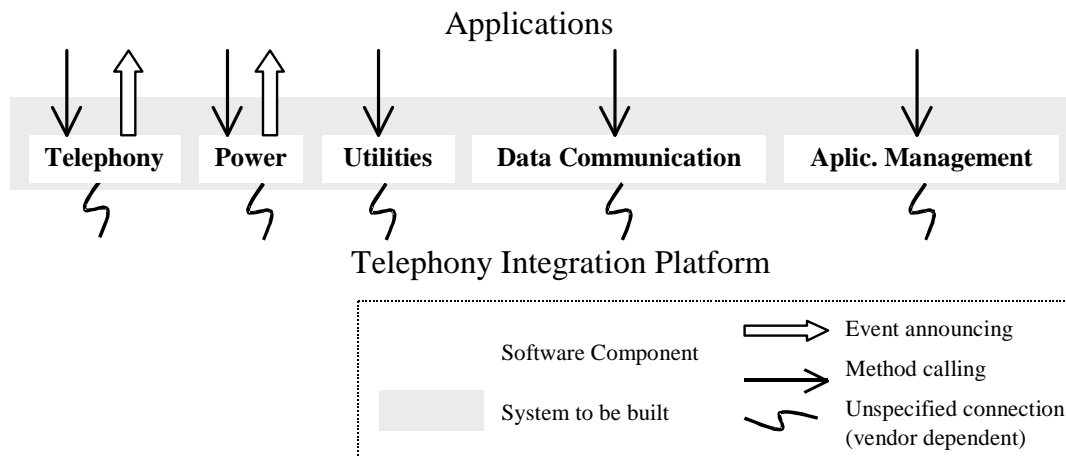 Applications
Telephony
Power
Utilities
Data Communication
Aplic. Management
Telephony Integration Platform
Software Component
System to be built
Event announcing
Method calling
Unspecified connection
(vendor dependent)